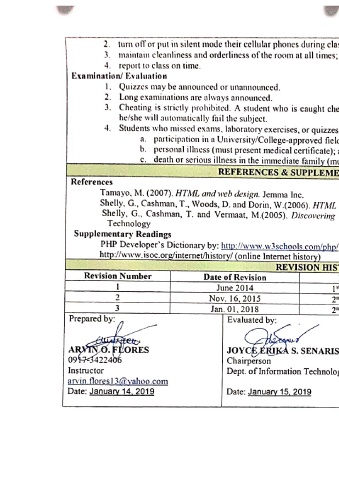 2. turn off or put in silent mode their cellular phones during clas
3. maintain cleanliness and orderliness of the room at all times;
4. report to class on time.
Examination/ Evaluation
1. Quizzes may be announced or unannounced.
2. Long examinations are always announced.
3. Cheating is strictly prohibited. A student who is caught che
he/she will automatically fail the subject.
4. Students who missed exams, laboratory exercises, or quizzes
a. participation in a University/College-approved field
b. personal illness (must present medical certificate);
c. death or serious illness in the immediate family (mu
REFERENCES & SUPPLEME
References
Tamayo, M. (2007). HTML and web design. Jemma Inc.
Shelly, G., Cashman, T., Woods, D. and Dorin, W.(2006). HTML
Shelly, G., Cashman, T. and Vermaat, M.(2005). Discovering
Technology
Supplementary Readings
PHP Developer's Dictionary by: http://www.w3schools.com/php/
http://www.isoc.org/internet/history/ (online Internet history)
REVISION HIS
Revision Number Date of Revision
1 June 2014 1
2 Nov. 16, 2015 2
3 Jan. 01, 2018 2
Prepared by: Evaluated by:
ARVIN O. FLORES JOYCE ERIKA S. SENARIS
0917-3422406 Chairperson
Instructor Dept. of Information Technolog
arvin.flores13@yahoo.com
Date: January 14, 2019 Date: January 15, 2019